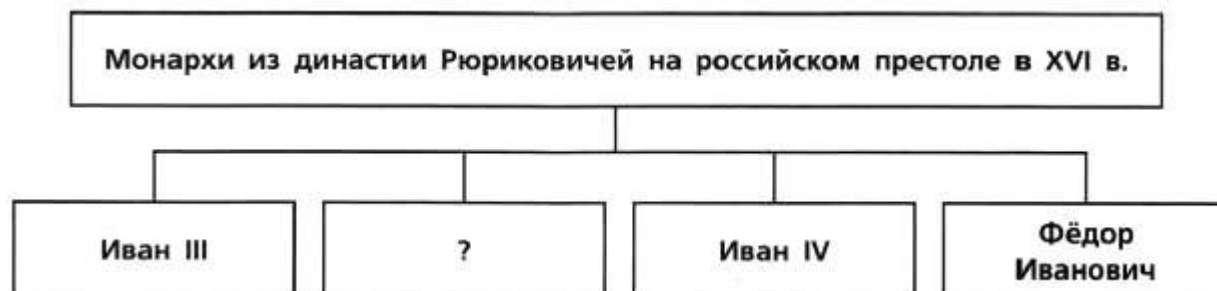 Монархи из династии Рюриковичей на российском престоле в XVI в.
Иван III
?
Иван IV
Фёдор
Иванович